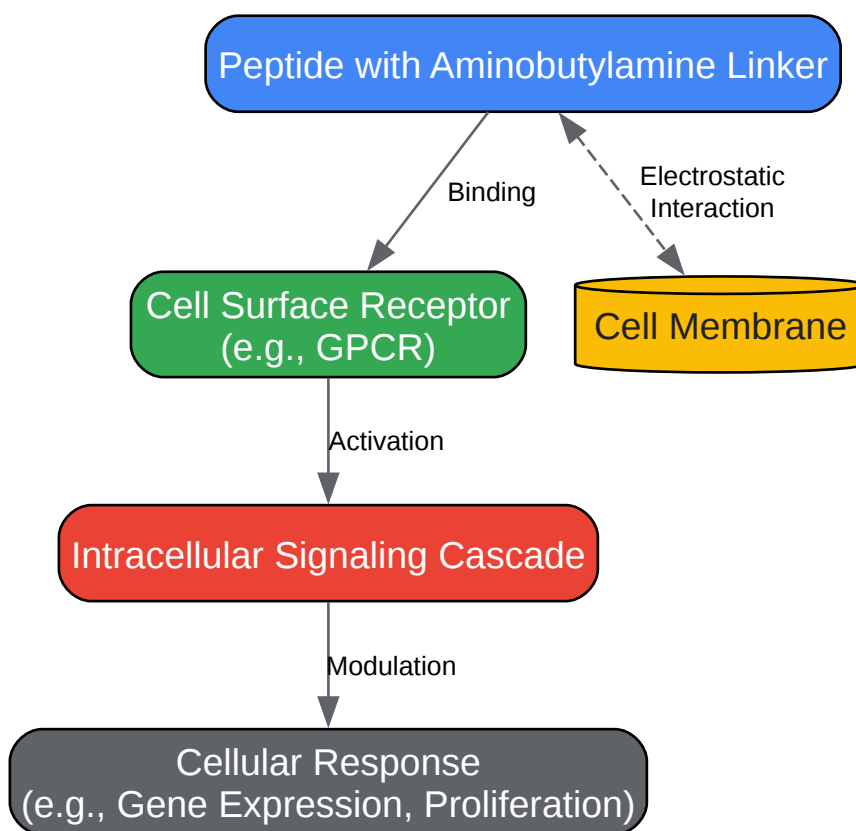 Peptide with Aminobutylamine Linker
Binding
Electrostatic
Interaction
Cell Surface Receptor
(e.g., GPCR)
Cell Membrane
Activation
Intracellular Signaling Cascade
Modulation
Cellular Response
(e.g., Gene Expression, Proliferation)